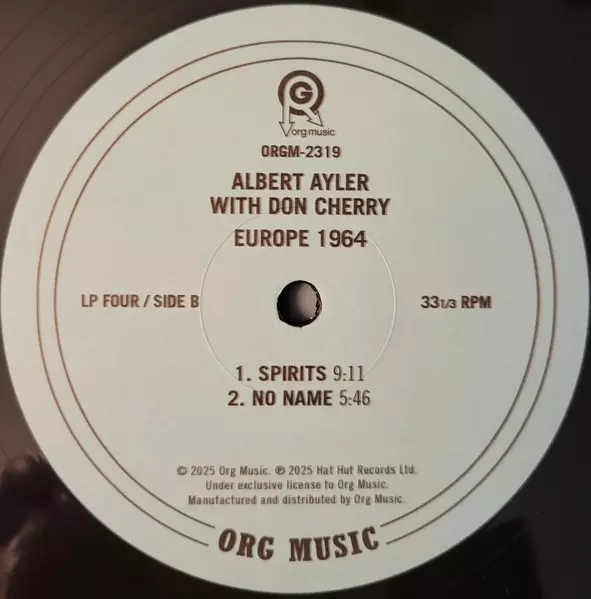 org music
ORGM-2319
ALBERT AYLER
WITH DON CHERRY
EUROPE 1964
LP FOUR / SIDE B
33 1/3 RPM
1. SPIRITS 9:11
2. NO NAME 5:46
© 2025 Org Music. ℗ 2025 Hat Hut Records Ltd.
Under exclusive license to Org Music.
Manufactured and distributed by Org Music.
ORG MUSIC